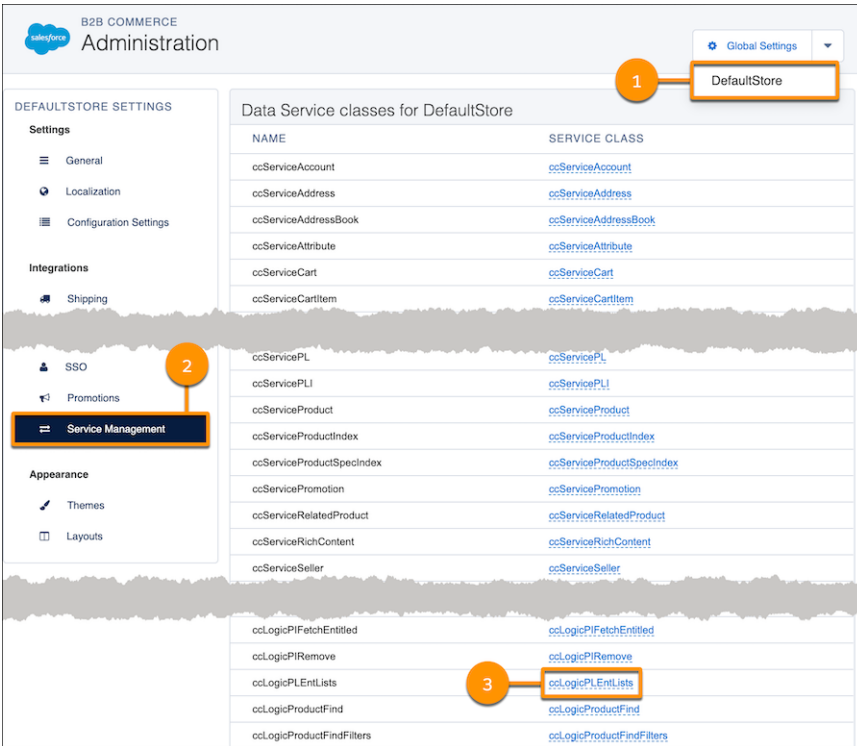 salesforce
B2B COMMERCE
Administration
Global Settings
1
DefaultStore
DEFAULTSTORE SETTINGS
Settings
General
Localization
Configuration Settings
Integrations
Shipping
SSO
2
Promotions
Service Management
Appearance
Themes
Layouts
Data Service classes for DefaultStore
NAME SERVICE CLASS
ccServiceAccount ccServiceAccount
ccServiceAddress ccServiceAddress
ccServiceAddressBook ccServiceAddressBook
ccServiceAttribute ccServiceAttribute
ccServiceCart ccServiceCart
ccServiceCartItem ccServiceCartItem
ccServicePL ccServicePL
ccServicePLI ccServicePLI
ccServiceProduct ccServiceProduct
ccServiceProductIndex ccServiceProductIndex
ccServiceProductSpecIndex ccServiceProductSpecIndex
ccServicePromotion ccServicePromotion
ccServiceRelatedProduct ccServiceRelatedProduct
ccServiceRichContent ccServiceRichContent
ccServiceSeller ccServiceSeller
ccLogicPIFetchEntitled ccLogicPIFetchEntitled
ccLogicPIRemove ccLogicPIRemove
ccLogicPLEntLists 3 ccLogicPLEntLists
ccLogicProductFind ccLogicProductFind
ccLogicProductFindFilters ccLogicProductFindFilters